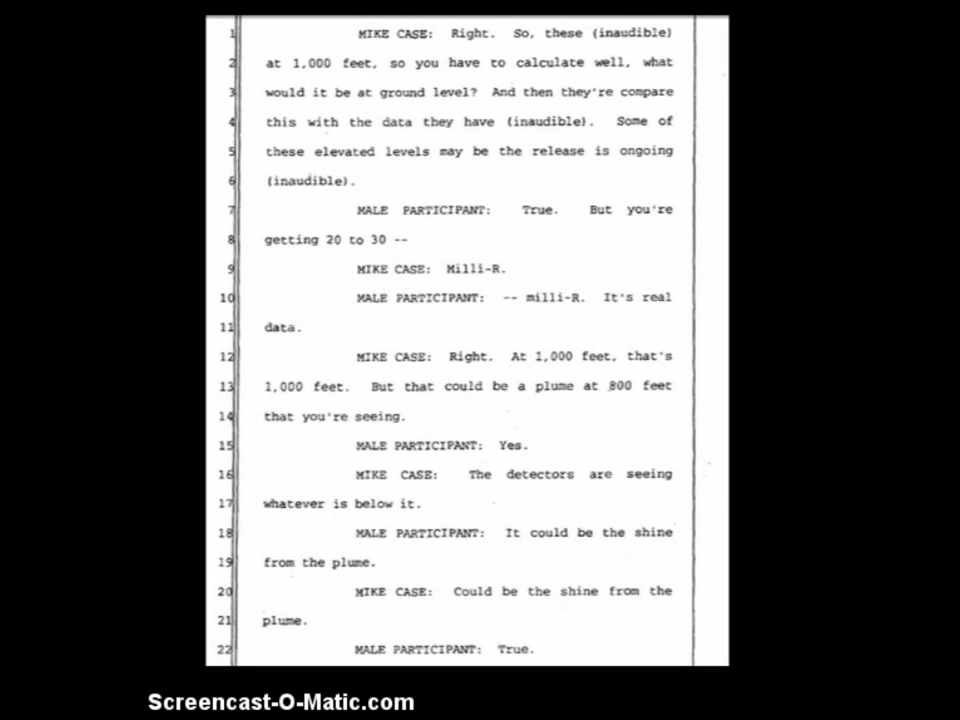 1 MIKE CASE: Right. So, these (inaudible)
2 at 1,000 feet, so you have to calculate well, what
3 would it be at ground level? And then they're compare
4 this with the data they have (inaudible). Some of
5 these elevated levels may be the release is ongoing
6 (inaudible).
7 MALE PARTICIPANT: True. But you're
8 getting 20 to 30 --
9 MIKE CASE: Milli-R.
10 MALE PARTICIPANT: -- milli-R. It's real
11 data.
12 MIKE CASE: Right. At 1,000 feet, that's
13 1,000 feet. But that could be a plume at 800 feet
14 that you're seeing.
15 MALE PARTICIPANT: Yes.
16 MIKE CASE: The detectors are seeing
17 whatever is below it.
18 MALE PARTICIPANT: It could be the shine
19 from the plume.
20 MIKE CASE: Could be the shine from the
21 plume.
22 MALE PARTICIPANT: True.
Screencast-O-Matic.com